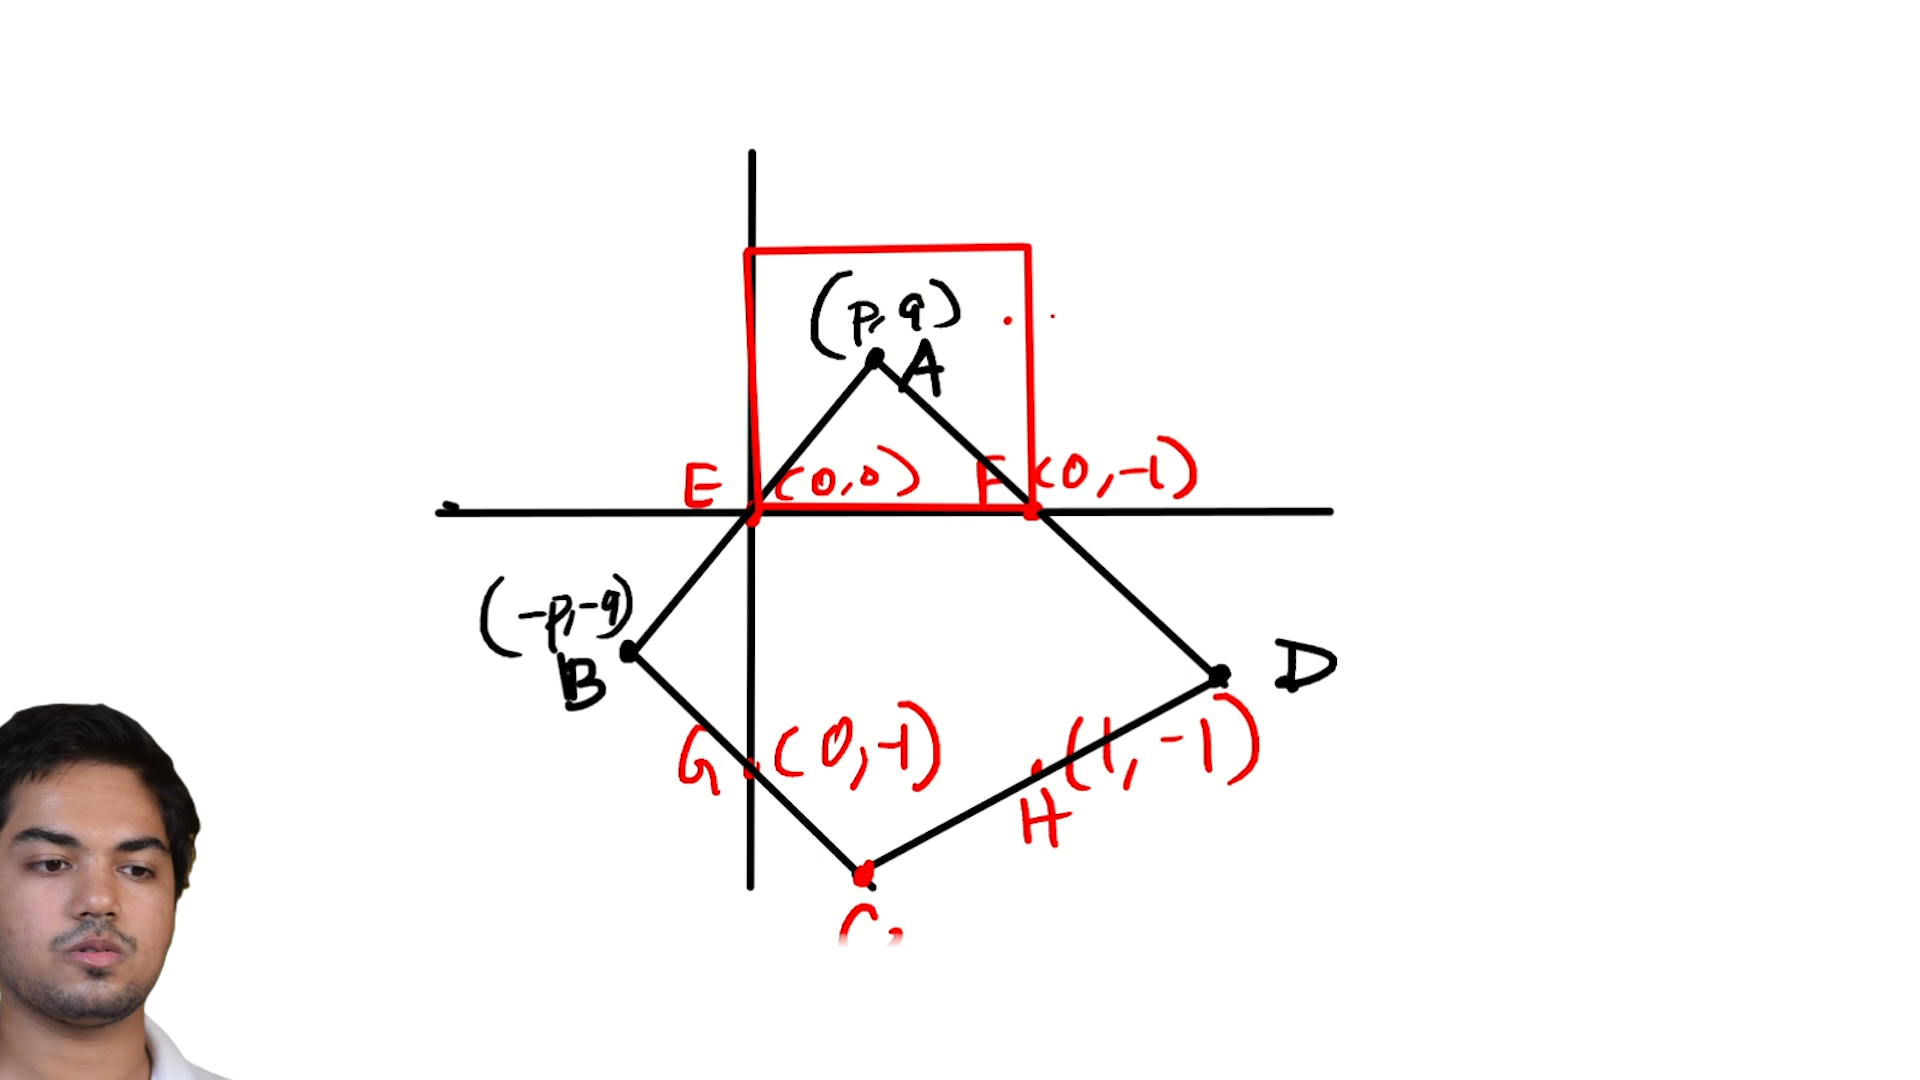 (p, q)
A
E (0,0) F (0,-1)
(-p,-q)
B
D
G (0,-1) (1,-1)
H
C